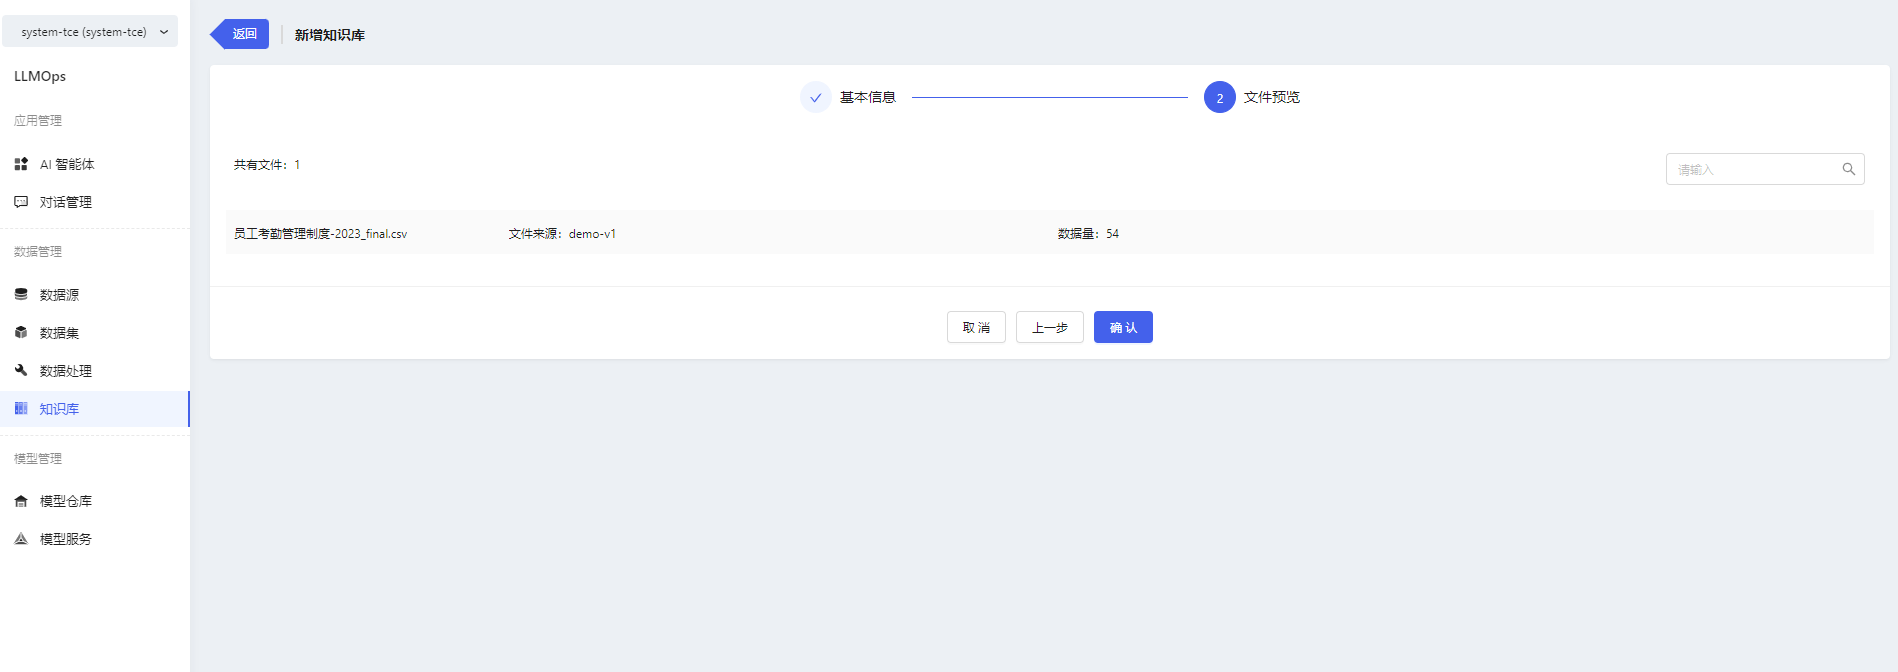 system-tce (system-tce)
LLMOps
应用管理
AI 智能体
对话管理
数据管理
数据源
数据集
数据处理
知识库
模型管理
模型仓库
模型服务
返回
新增知识库
基本信息
2 文件预览
共有文件：1
请输入
员工考勤管理制度-2023_final.csv 文件来源：demo-v1 数据量：54
取 消 上一步 确 认